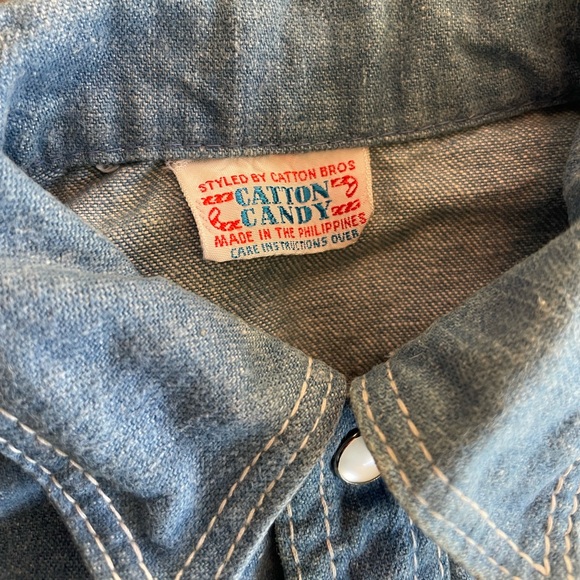 STYLED BY CATTON BROS
CATTON
CANDY
MADE IN THE PHILIPPINES
CARE INSTRUCTIONS OVER